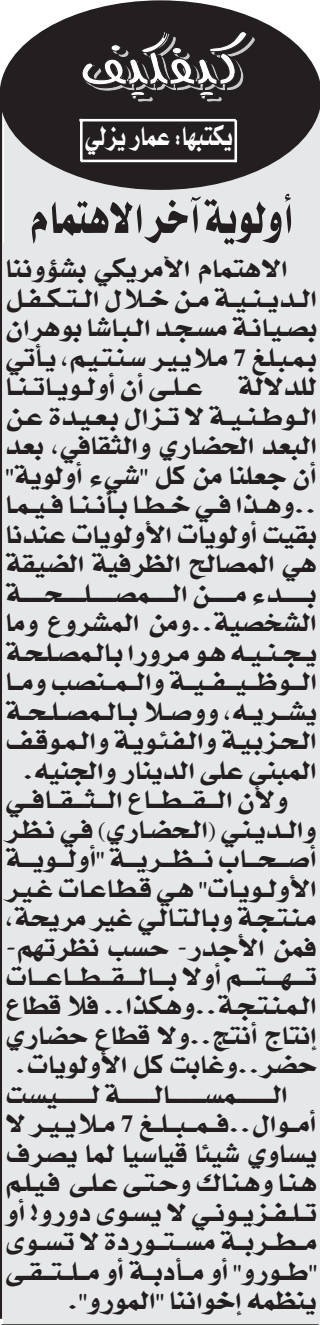 كيفكيف
يكتبها: عمار يزلي
أولوية آخر الاهتمام
الاهتمام الأمريكي بشؤوننا
الدينية من خلال التكفل
بصيانة مسجد الباشا بوهران
بمبلغ 7 ملايير سنتيم، يأتي
للدلالة على أن أولوياتنا
الوطنية لا تزال بعيدة عن
البعد الحضاري والثقافي، بعد
أن جعلنا من كل "شيء أولوية"
..وهذا في خطا بأننا فيما
بقيت أولويات الأولويات عندنا
هي المصالح الظرفية الضيقة
بدء من المصلحة
الشخصية..ومن المشروع وما
يجنيه هو مرورا بالمصلحة
الوظيفية والمنصب وما
يشريه، ووصلا بالمصلحة
الحزبية والفئوية والموقف
المبنى على الدينار والجنيه.
ولأن القطاع الثقافي
والديني (الحضاري) في نظر
أصحاب نظرية "أولوية
الأولويات" هي قطاعات غير
منتجة وبالتالي غير مريحة،
فمن الأجدر- حسب نظرتهم-
تهتم أولا بالقطاعات
المنتجة..وهكذا.. فلا قطاع
إنتاج أنتج..ولا قطاع حضاري
حضر..وغابت كل الأولويات.
المسالة ليست
أموال..فمبلغ 7 ملايير لا
يساوي شيئا قياسيا لما يصرف
هنا وهناك وحتى على فيلم
تلفزيوني لا يسوى دورو! أو
مطربة مستوردة لا تسوى
"طورو" أو مأدبة أو ملتقى
ينظمه إخواننا "المورو".